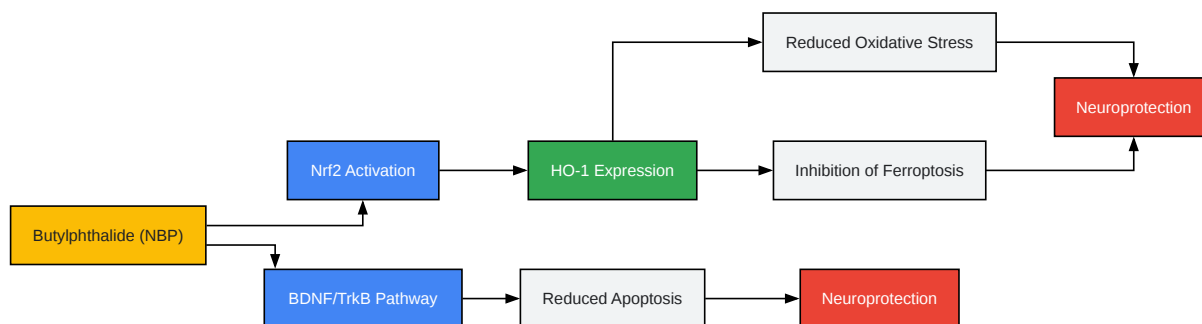 Reduced Oxidative Stress
Neuroprotection
Nrf2 Activation
HO-1 Expression
Inhibition of Ferroptosis
Butylphthalide (NBP)
BDNF/TrkB Pathway
Reduced Apoptosis
Neuroprotection